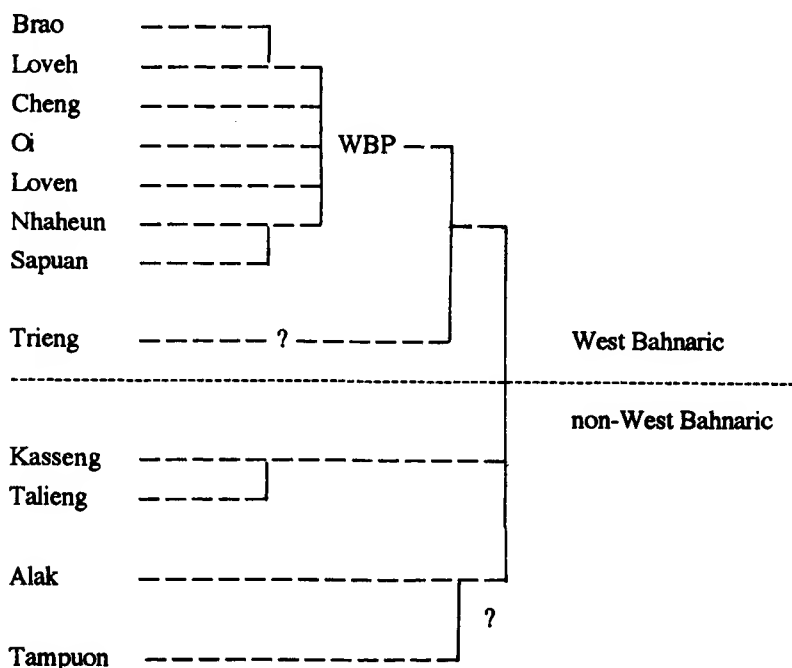 Brao
Loveh
Cheng
Oi WBP
Loven
Nhaheun
Sapuan
Trieng ? West Bahnaric
non-West Bahnaric
Kasseng
Talieng
Alak
?
Tampuon